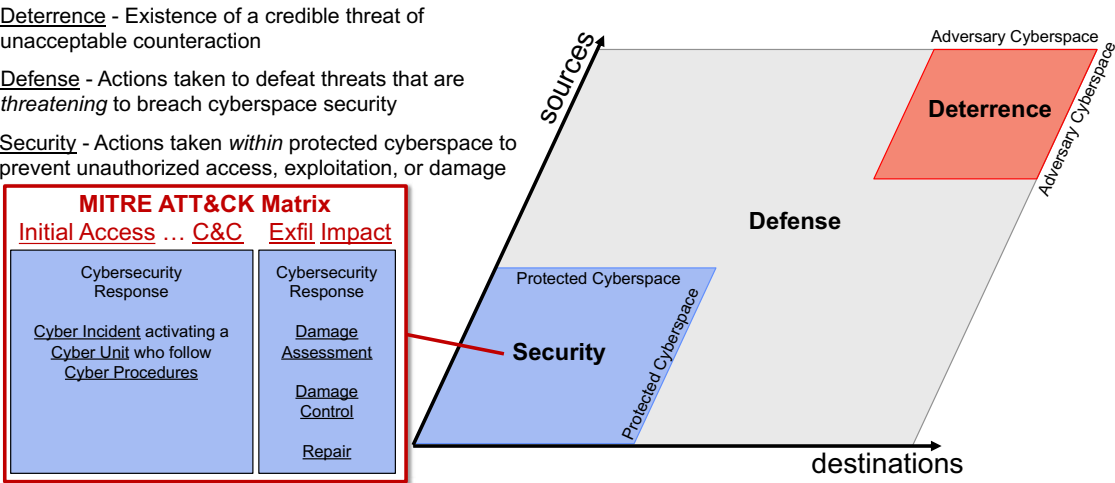 Deterrence - Existence of a credible threat of
unacceptable counteraction
Defense - Actions taken to defeat threats that are
threatening to breach cyberspace security
Security - Actions taken within protected cyberspace to
prevent unauthorized access, exploitation, or damage
MITRE ATT&CK Matrix
Initial Access … C&C Exfil Impact
Cybersecurity
Response
Cyber Incident activating a
Cyber Unit who follow
Cyber Procedures
Cybersecurity
Response
Damage
Assessment
Damage
Control
Repair
sources
Adversary Cyberspace
Adversary Cyberspace
Deterrence
Defense
Protected Cyberspace
Protected Cyberspace
Security
destinations